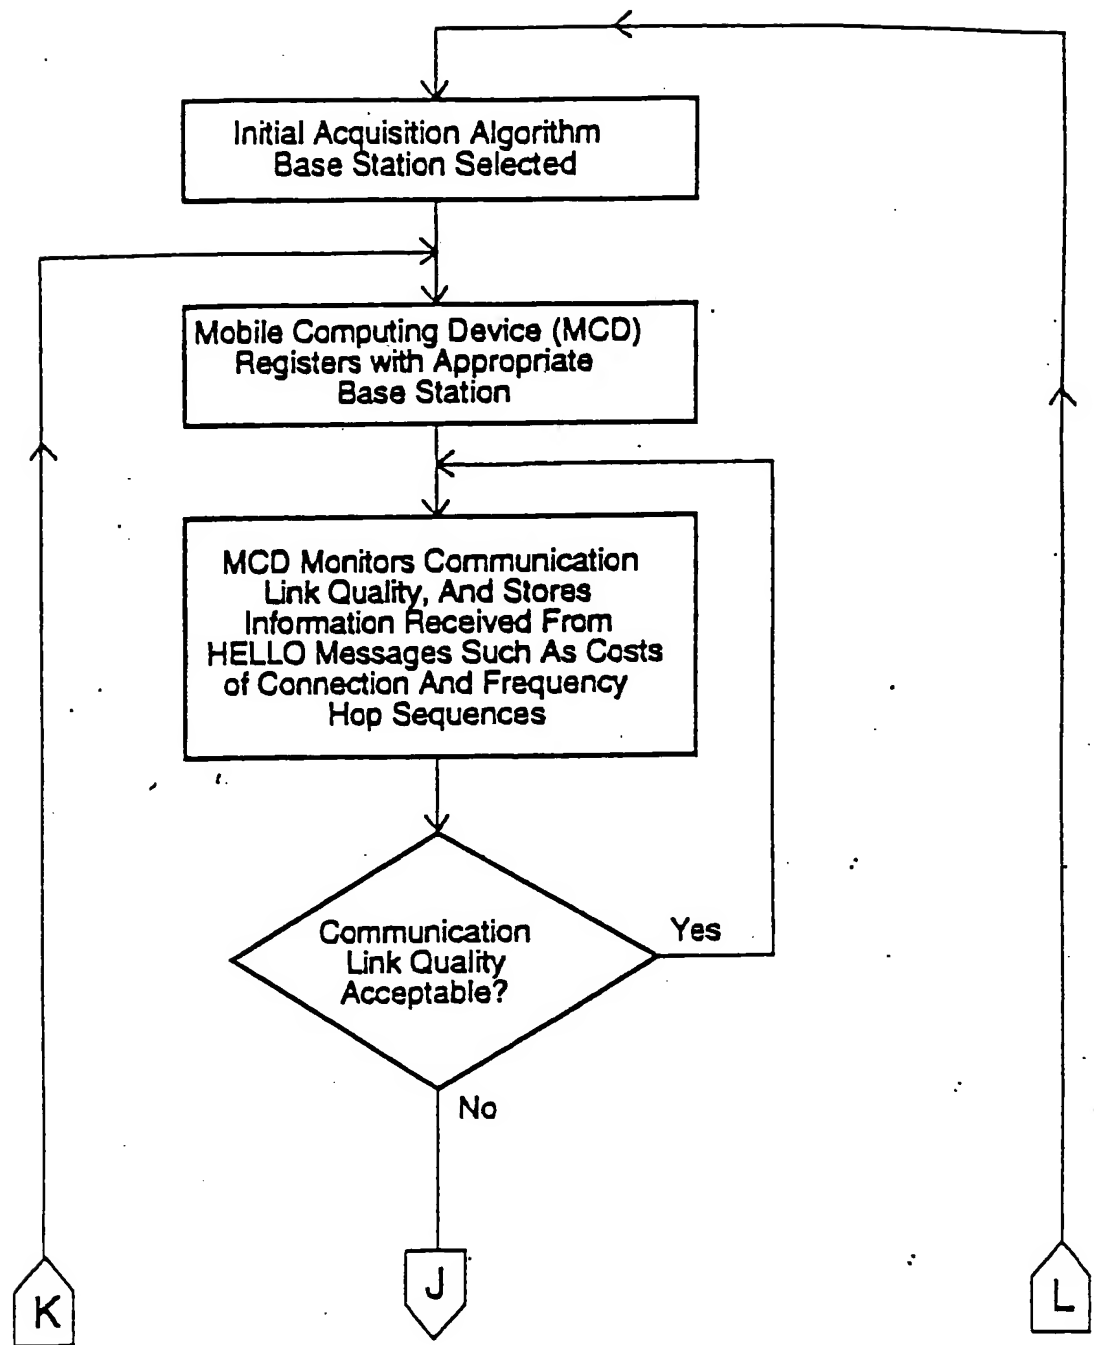 Initial Acquisition Algorithm
Base Station Selected
Mobile Computing Device (MCD)
Registers with Appropriate
Base Station
MCD Monitors Communication
Link Quality, And Stores
Information Received From
HELLO Messages Such As Costs
of Connection And Frequency
Hop Sequences
Communication
Link Quality
Acceptable?
Yes
No
K
J
L